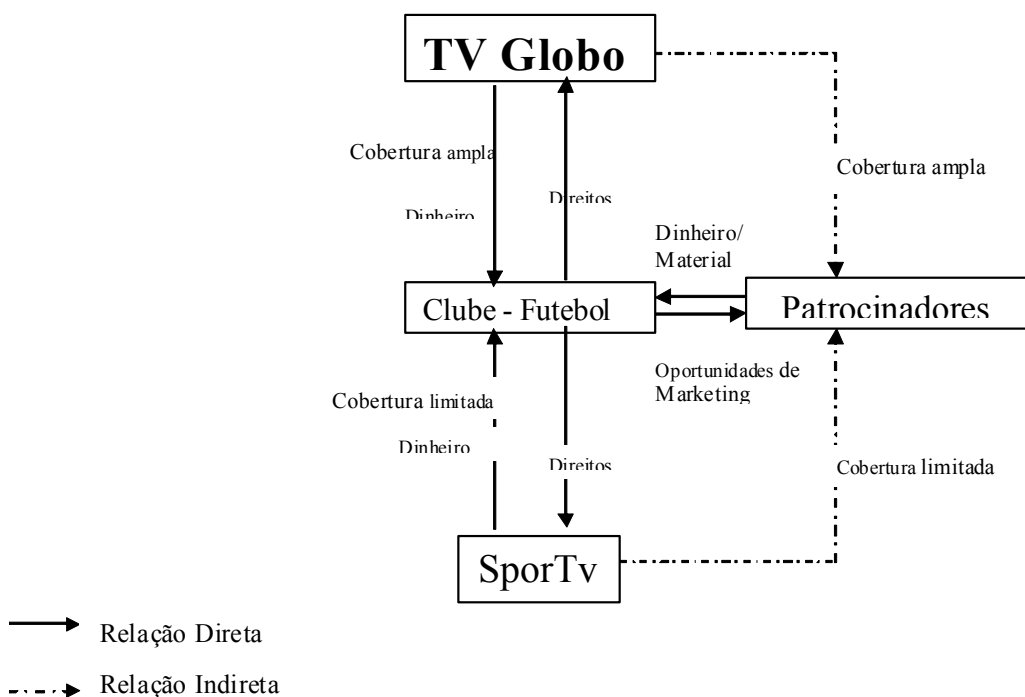 TV Globo
Cobertura ampla
Cobertura ampla
Direitos
Dinheiro
Dinheiro/
Material
Clube - Futebol
Patrocinadores
Oportunidades de
Marketing
Cobertura limitada
Dinheiro
Direitos
Cobertura limitada
SporTv
Relação Direta
Relação Indireta